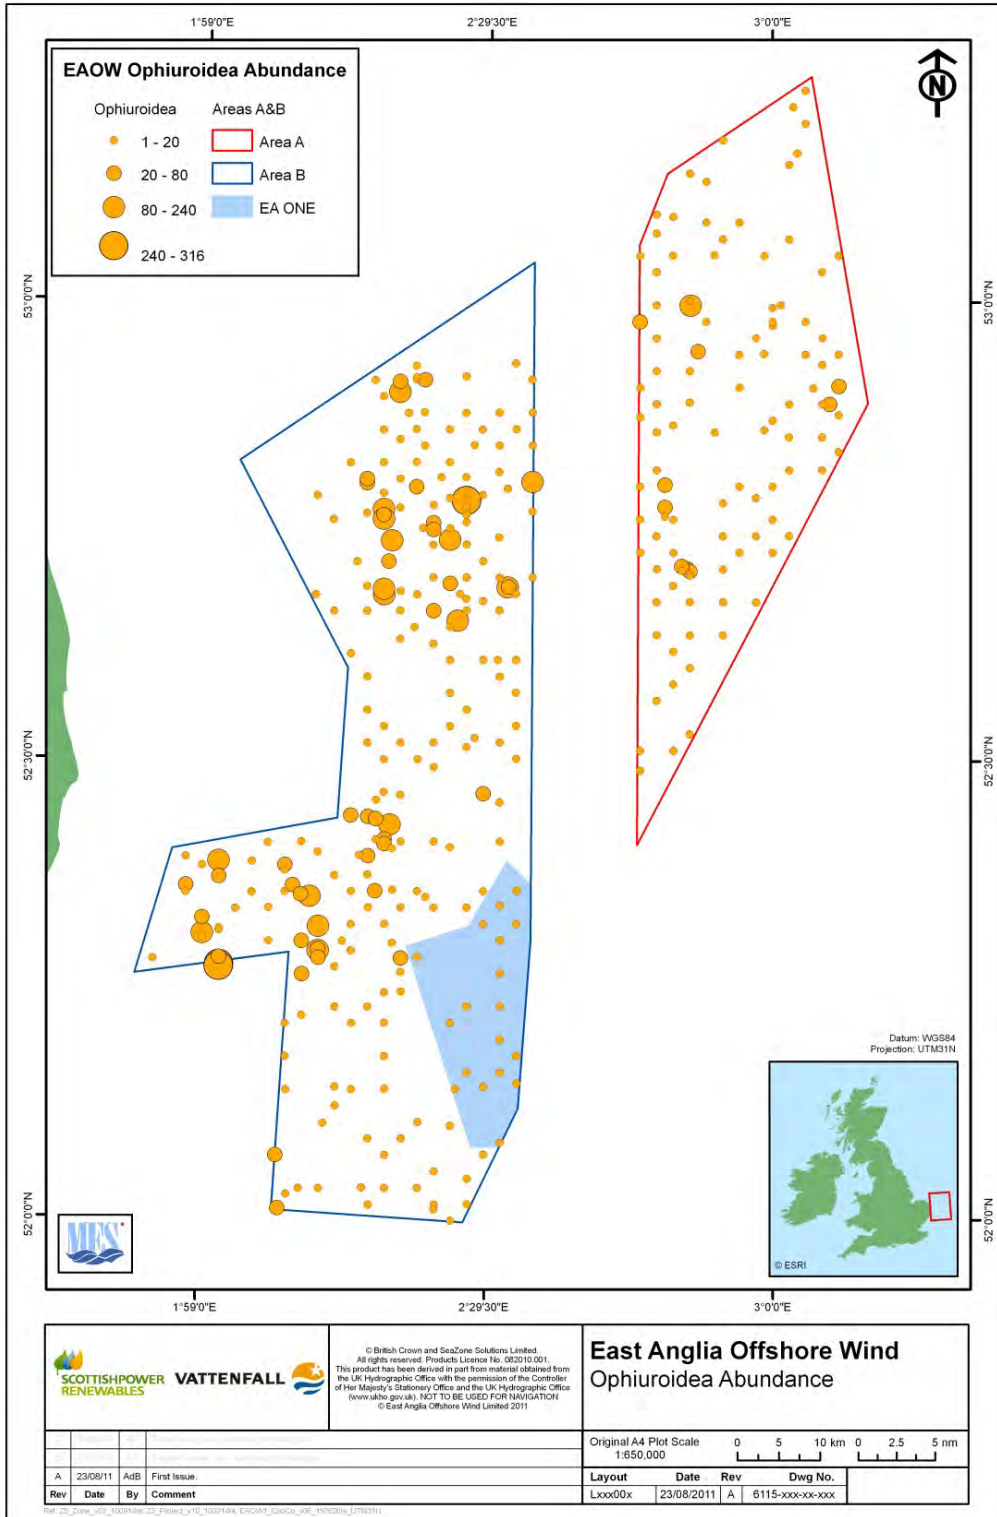 1°59'0"E
2°29'30"E
3°0'0"E
EAOW Ophiuroidea Abundance
Ophiuroidea
Areas A&B
1 - 20
Area A
20 - 80
Area B
80 - 240
EA ONE
240 - 316
N
53°0'0"N
53°0'0"N
52°30'0"N
52°30'0"N
52°0'0"N
52°0'0"N
Datum: WGS84
Projection: UTM31N
© ESRI
MES
1°59'0"E
2°29'30"E
3°0'0"E
SCOTTISHPOWER
RENEWABLES
VATTENFALL
© British Crown and SeaZone Solutions Limited.
All rights reserved. Products Licence No. 082010.001.
This product has been derived in part from material obtained from
the UK Hydrographic Office with the permission of the Controller
of Her Majesty's Stationery Office and the UK Hydrographic Office
(www.ukho.gov.uk). NOT TO BE USED FOR NAVIGATION
© East Anglia Offshore Wind Limited 2011
East Anglia Offshore Wind
Ophiuroidea Abundance
Original A4 Plot Scale
1:650,000
0 5 10 km
0 2.5 5 nm
A 23/08/11 AdB First Issue.
Rev Date By Comment
Layout Date Rev Dwg No.
Lxxx00x 23/08/2011 A 6115-xxx-xx-xxx